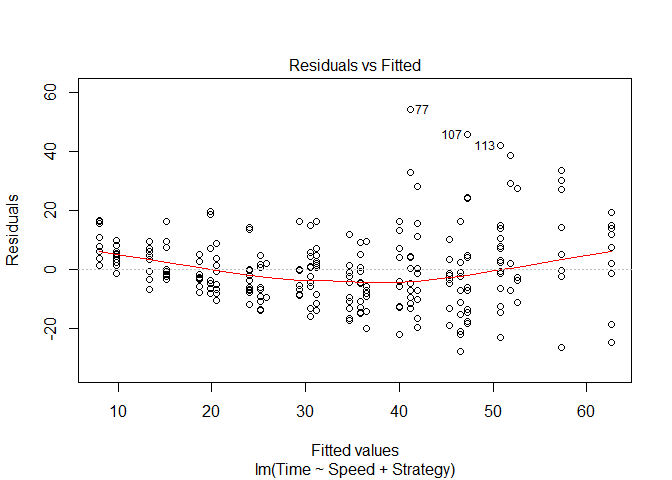 Residuals vs Fitted
60
40
20
0
-20
Residuals
77
107
113
10 20 30 40 50 60
Fitted values
lm(Time ~ Speed + Strategy)